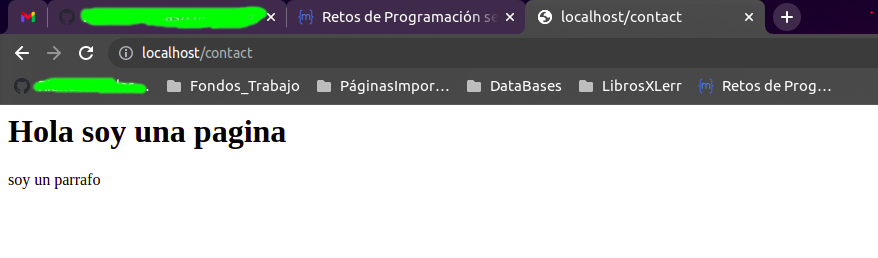 Retos de Programación se
localhost/contact
localhost/contact
Fondos_Trabajo PáginasImpor… DataBases LibrosXLerr Retos de Prog…
Hola soy una pagina
soy un parrafo